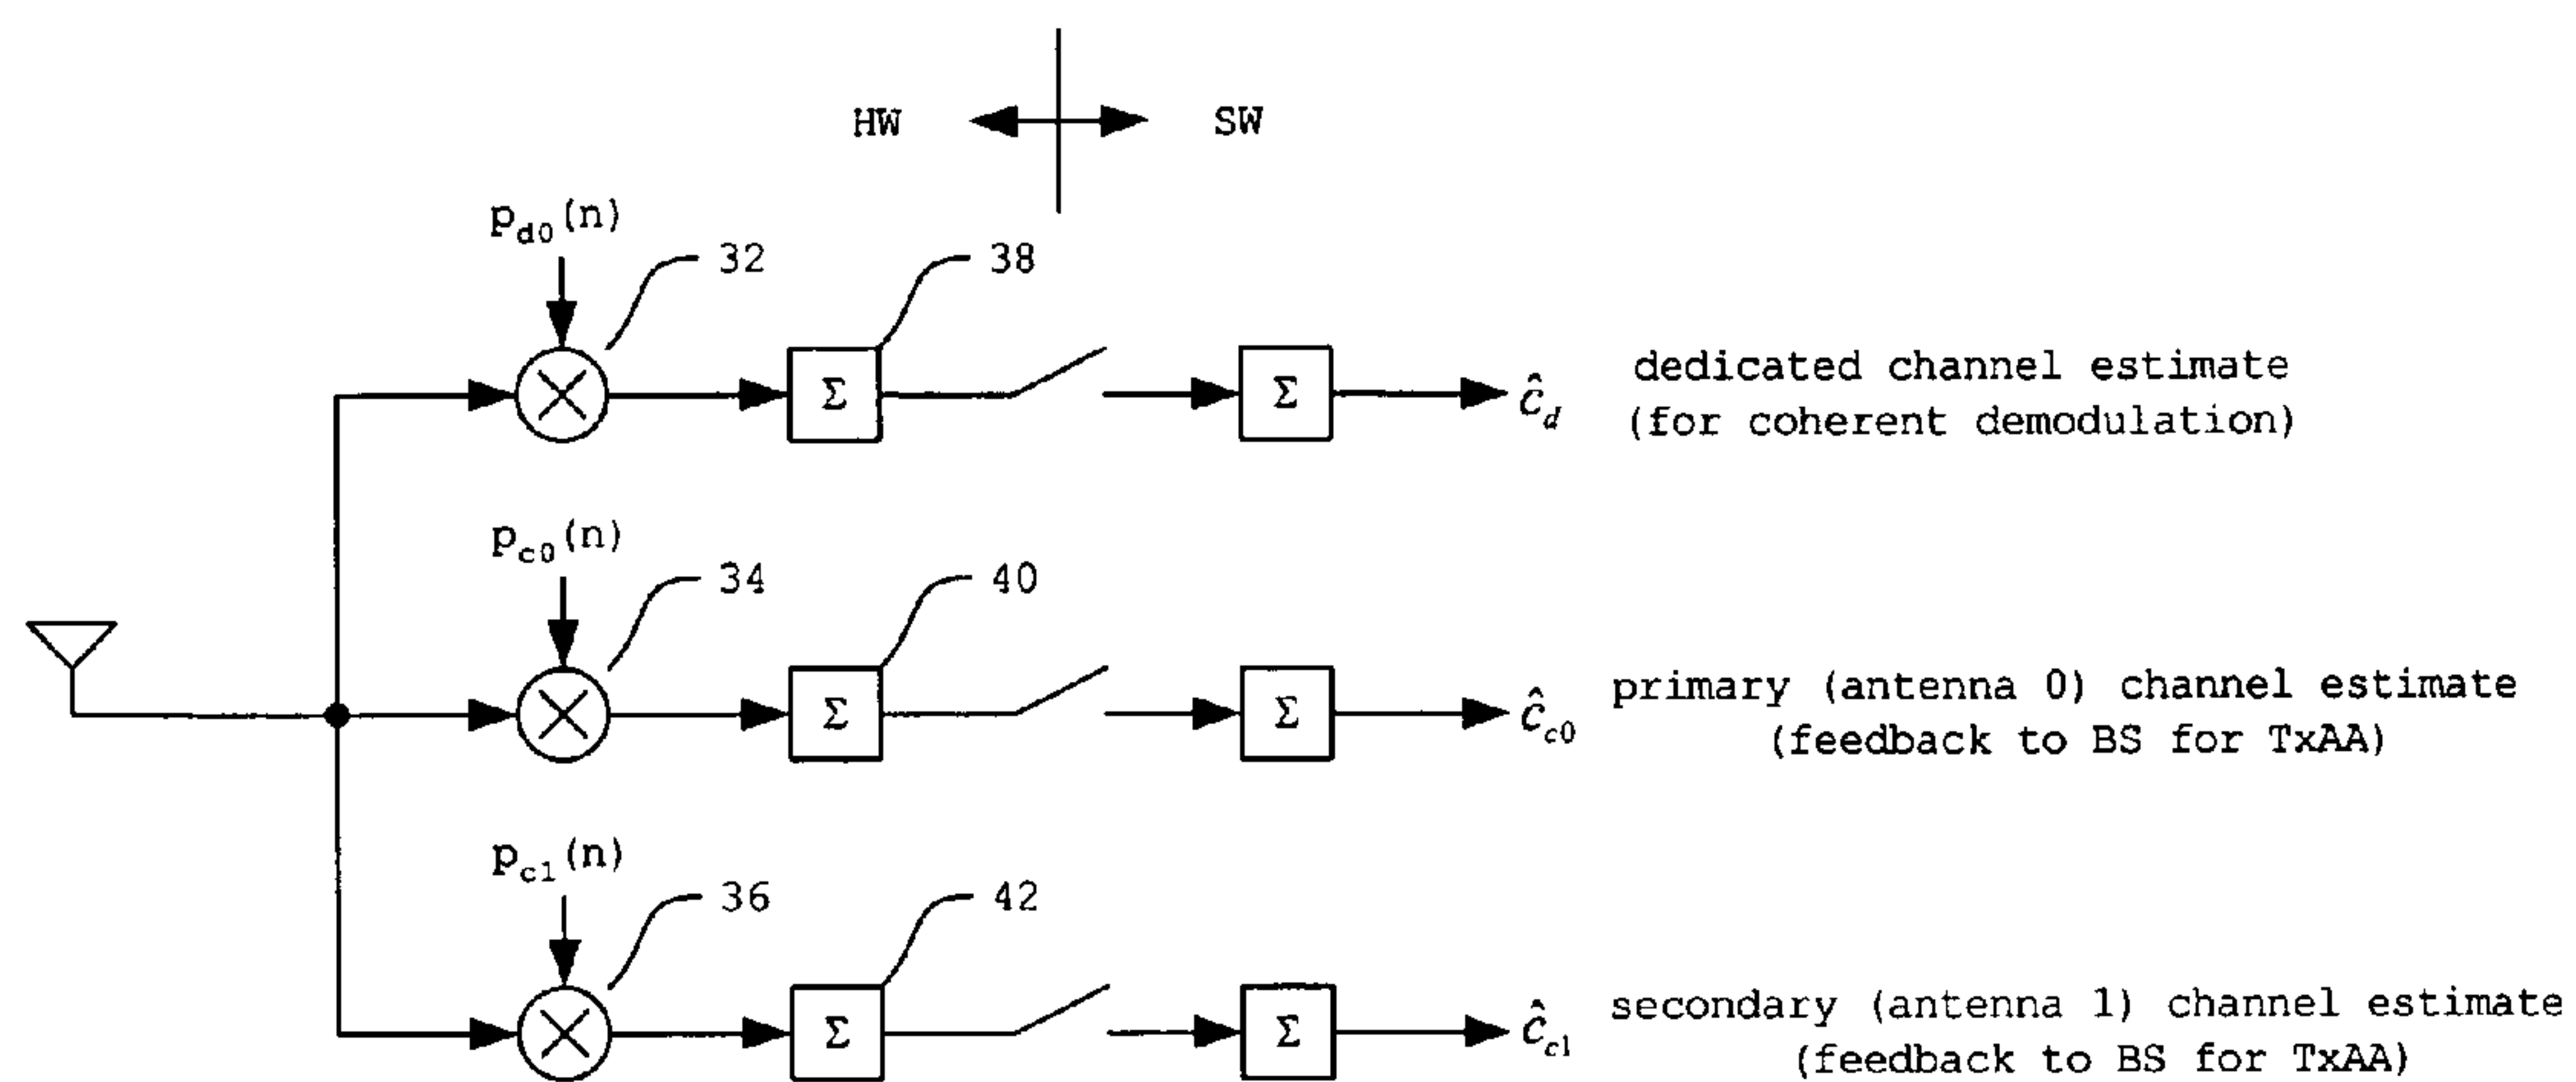 HW SW
p_d0(n)
32 38
Σ Σ ĉ_d dedicated channel estimate
(for coherent demodulation)
p_c0(n)
34 40
Σ Σ ĉ_c0 primary (antenna 0) channel estimate
(feedback to BS for TxAA)
p_c1(n)
36 42
Σ Σ ĉ_c1 secondary (antenna 1) channel estimate
(feedback to BS for TxAA)